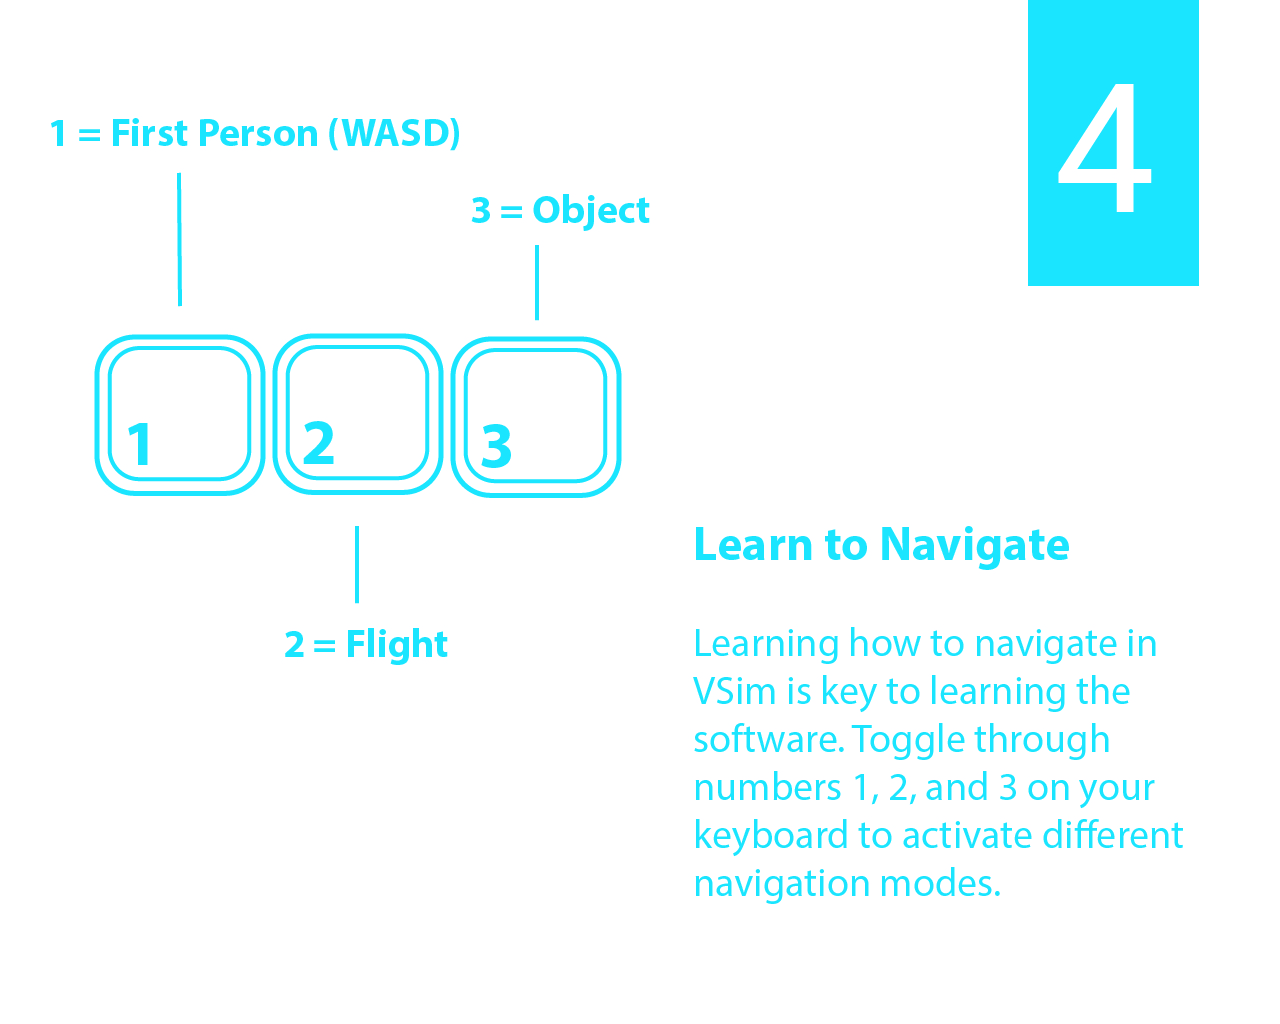 4
1 = First Person (WASD)
3 = Object
1
2
3
2 = Flight
Learn to Navigate
Learning how to navigate in
VSim is key to learning the
software. Toggle through
numbers 1, 2, and 3 on your
keyboard to activate different
navigation modes.